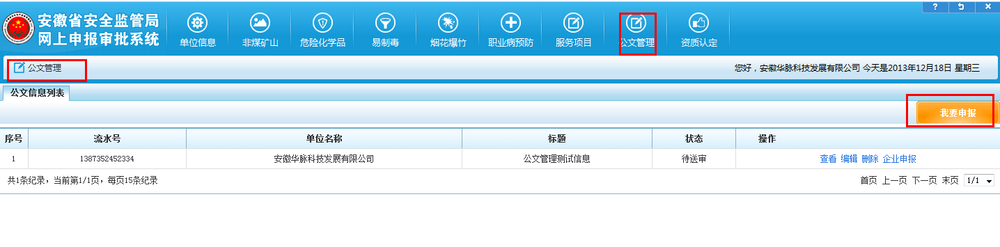 安徽省安全监管局
网上申报审批系统
单位信息 非煤矿山 危险化学品 易制毒 烟花爆竹 职业病预防 服务项目 公文管理 资质认定
公文管理 您好，安徽华脉科技发展有限公司 今天是2013年12月18日 星期三
公文信息列表
我要申报
序号 流水号 单位名称 标题 状态 操作
1 1387352452334 安徽华脉科技发展有限公司 公文管理测试信息 待送审 查看 编辑 删除 企业申报
共1条纪录，当前第1/1页，每页15条纪录 首页 上一页 下一页 末页 1/1